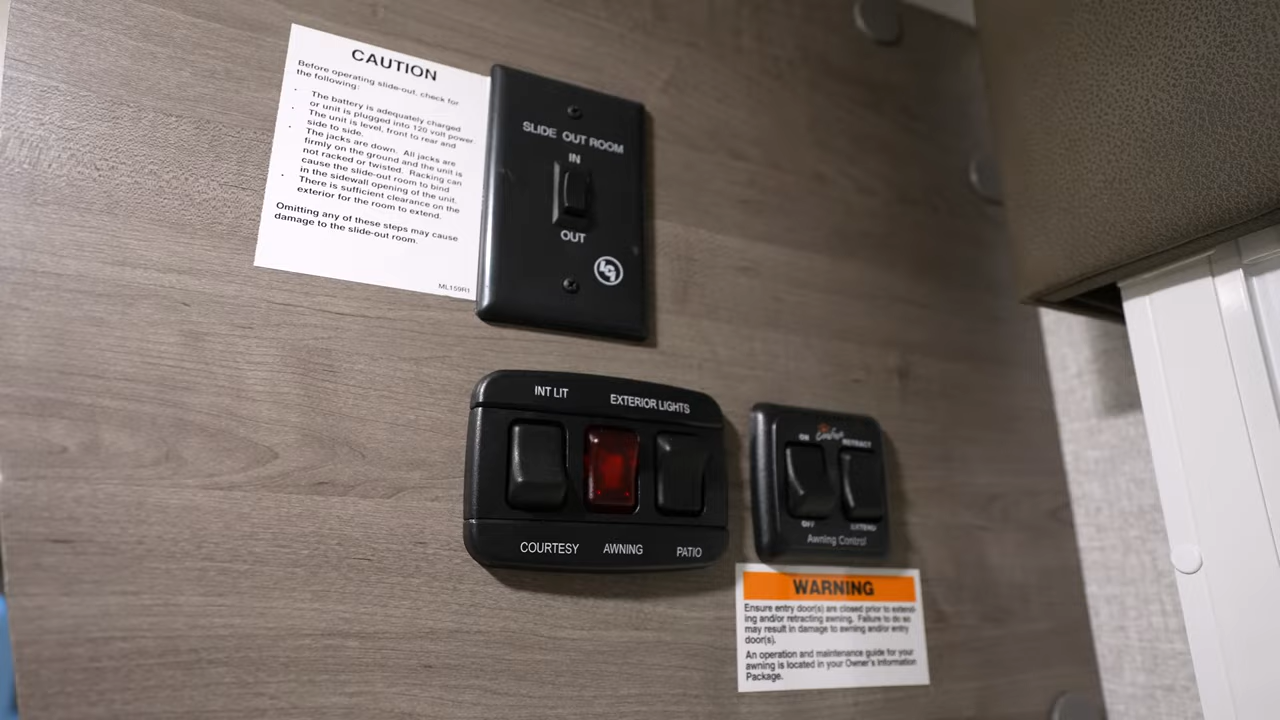 CAUTION
Before operating slide-out, check for
the following:
· The battery is adequately charged
or unit is plugged into 120 volt power.
· The unit is level, front to rear and
side to side.
· The jacks are down. All jacks are
firmly on the ground and the unit is
not racked or twisted. Racking can
cause the slide-out room to bind
in the sidewall opening of the unit.
· There is sufficient clearance on the
exterior for the room to extend.
Omitting any of these steps may cause
damage to the slide-out room.
ML159R1
SLIDE OUT ROOM
IN
OUT
LCI
INT LIT
EXTERIOR LIGHTS
COURTESY
AWNING
PATIO
ON
RETRACT
OFF
EXTEND
Awning Control
WARNING
Ensure entry door(s) are closed prior to extend-
ing and/or retracting awning. Failure to do so
may result in damage to awning and/or entry
door(s).
An operation and maintenance guide for your
awning is located in your Owner's Information
Package.